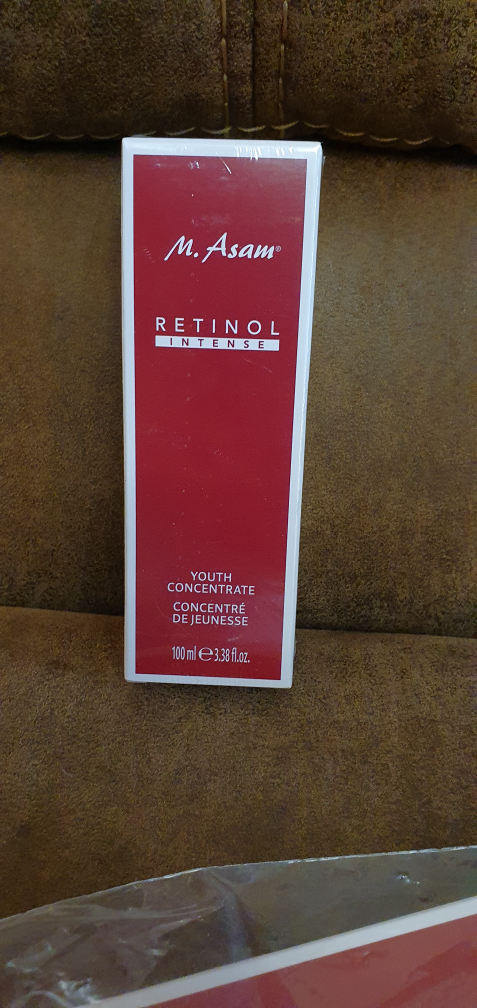 M. Asam®
RETINOL
INTENSE
YOUTH
CONCENTRATE
CONCENTRÉ
DE JEUNESSE
100 ml ℮ 3.38 fl.oz.